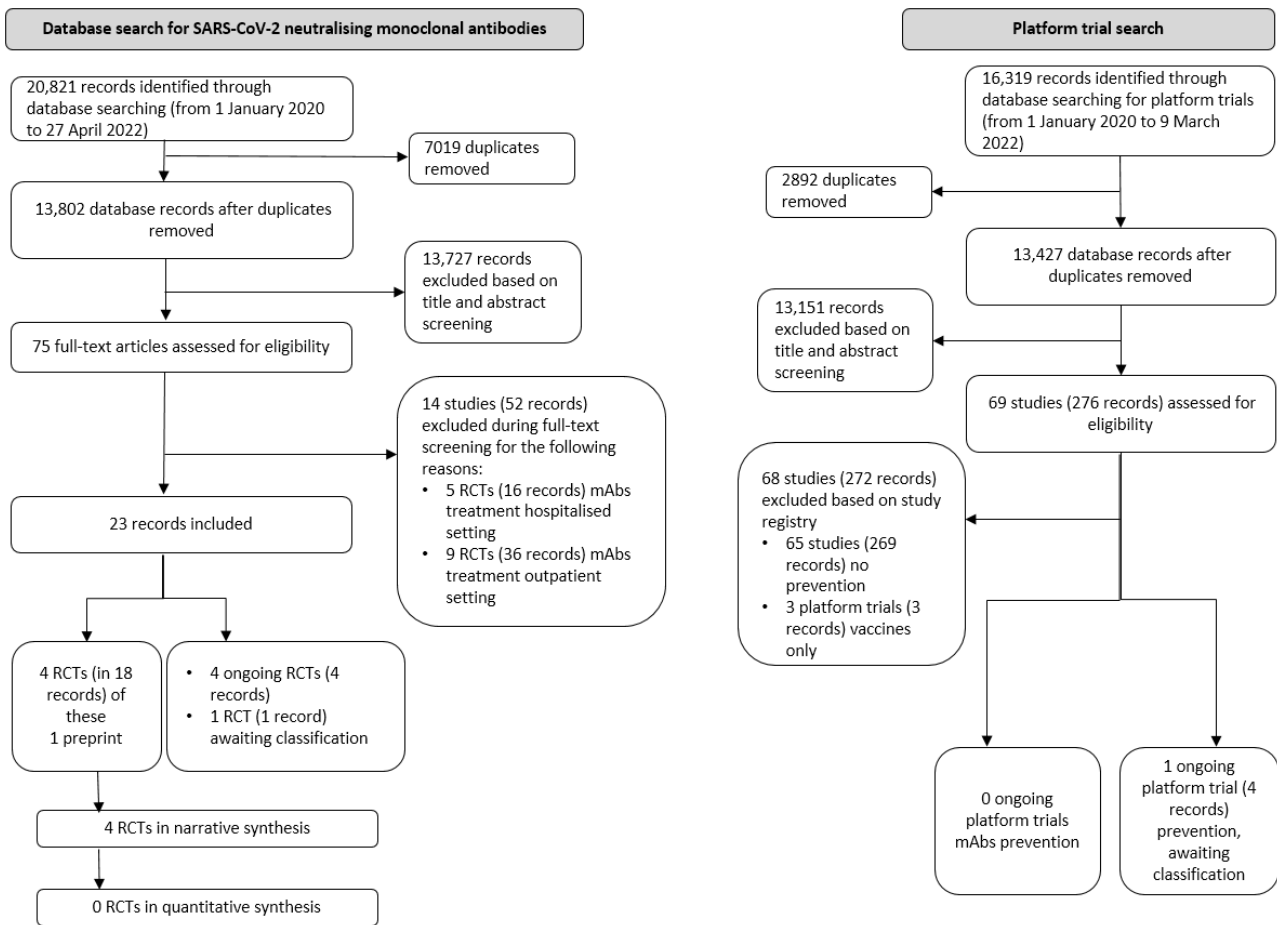 Database search for SARS-CoV-2 neutralising monoclonal antibodies
20,821 records identified through
database searching (from 1 January 2020
to 27 April 2022)
7019 duplicates
removed
13,802 database records after duplicates
removed
13,727 records
excluded based on
title and abstract
screening
75 full-text articles assessed for eligibility
14 studies (52 records)
excluded during full-text
screening for the following
reasons:
• 5 RCTs (16 records) mAbs
treatment hospitalised
setting
• 9 RCTs (36 records) mAbs
treatment outpatient
setting
23 records included
4 RCTs (in 18
records) of
these
1 preprint
• 4 ongoing RCTs (4
records)
• 1 RCT (1 record)
awaiting classification
4 RCTs in narrative synthesis
0 RCTs in quantitative synthesis
Platform trial search
16,319 records identified through
database searching for platform trials
(from 1 January 2020 to 9 March
2022)
2892 duplicates
removed
13,427 database records after
duplicates removed
13,151 records
excluded based on
title and abstract
screening
69 studies (276 records) assessed for
eligibility
68 studies (272 records)
excluded based on study
registry
• 65 studies (269
records) no
prevention
• 3 platform trials (3
records) vaccines
only
0 ongoing
platform trials
mAbs prevention
1 ongoing
platform trial (4
records)
prevention,
awaiting
classification